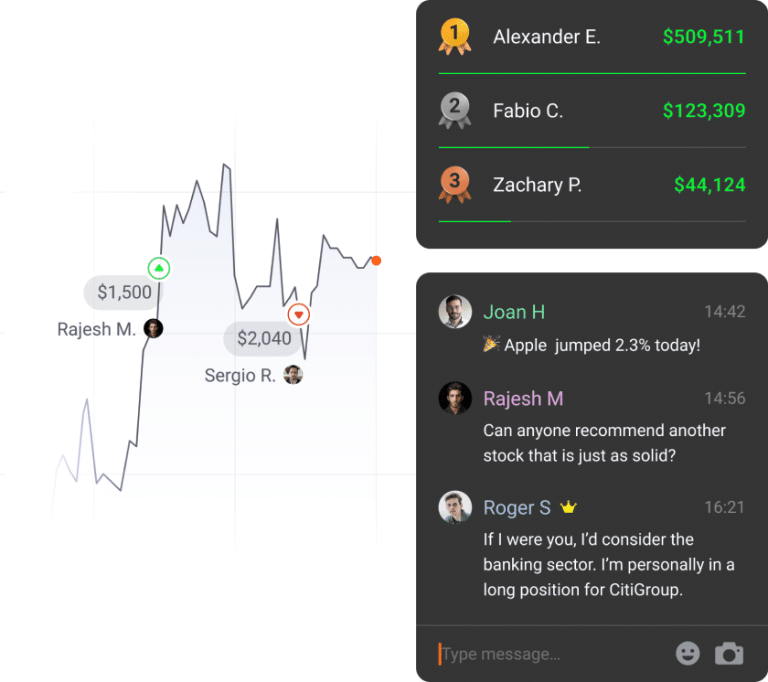 1 Alexander E. $509,511
2 Fabio C. $123,309
3 Zachary P. $44,124
$1,500
Rajesh M.
$2,040
Sergio R.
Joan H 14:42
🎉 Apple jumped 2.3% today!
Rajesh M 14:56
Can anyone recommend another
stock that is just as solid?
Roger S 16:21
If I were you, I’d consider the
banking sector. I’m personally in a
long position for CitiGroup.
Type message...